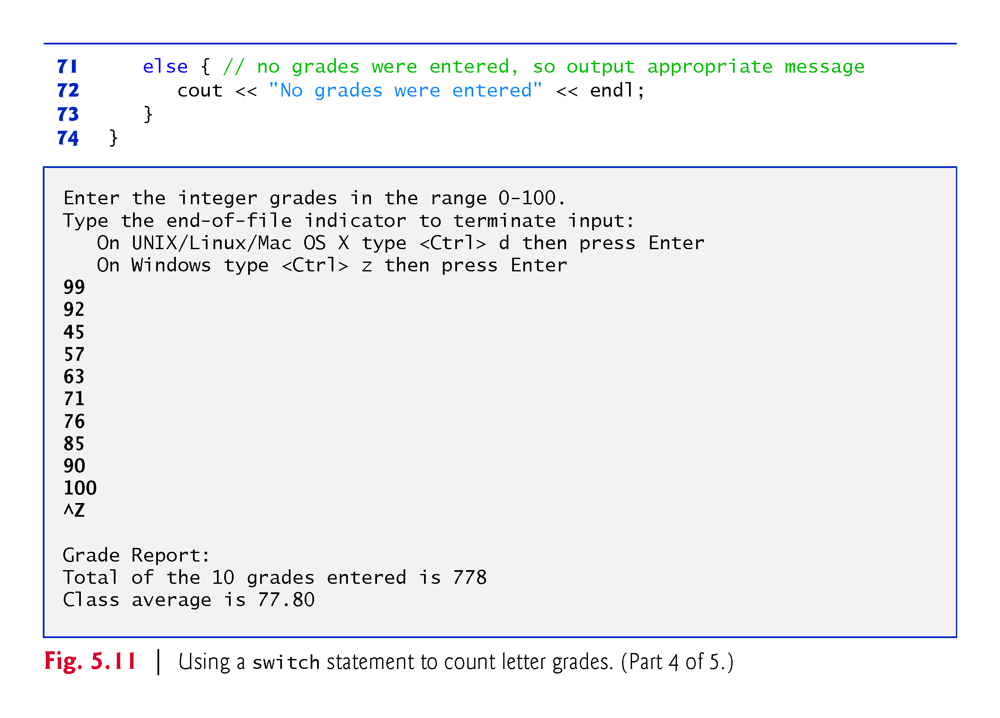 71 else { // no grades were entered, so output appropriate message
72 cout << "No grades were entered" << endl;
73 }
74 }
Enter the integer grades in the range 0-100.
Type the end-of-file indicator to terminate input:
On UNIX/Linux/Mac OS X type <Ctrl> d then press Enter
On Windows type <Ctrl> z then press Enter
99
92
45
57
63
71
76
85
90
100
^Z
Grade Report:
Total of the 10 grades entered is 778
Class average is 77.80
Fig. 5.11 | Using a switch statement to count letter grades. (Part 4 of 5.)